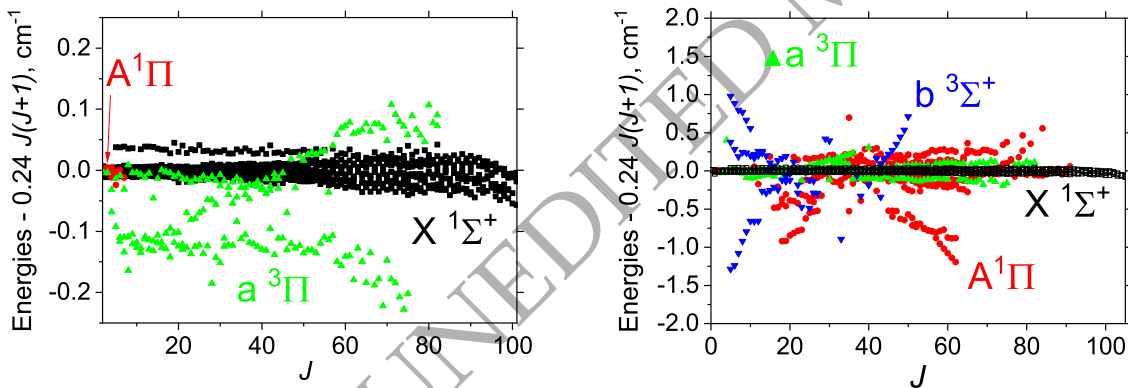 Energies - 0.24 J(J+1), cm⁻¹
0.2
0.1
0.0
-0.1
-0.2
20 40 60 80 100
J
A¹Π
X ¹Σ⁺
a ³Π
Energies - 0.24 J(J+1), cm⁻¹
2.0
1.5
1.0
0.5
0.0
-0.5
-1.0
-1.5
-2.0
0 20 40 60 80 100
J
a ³Π
b ³Σ⁺
X ¹Σ⁺
A¹Π
UNEDITED M